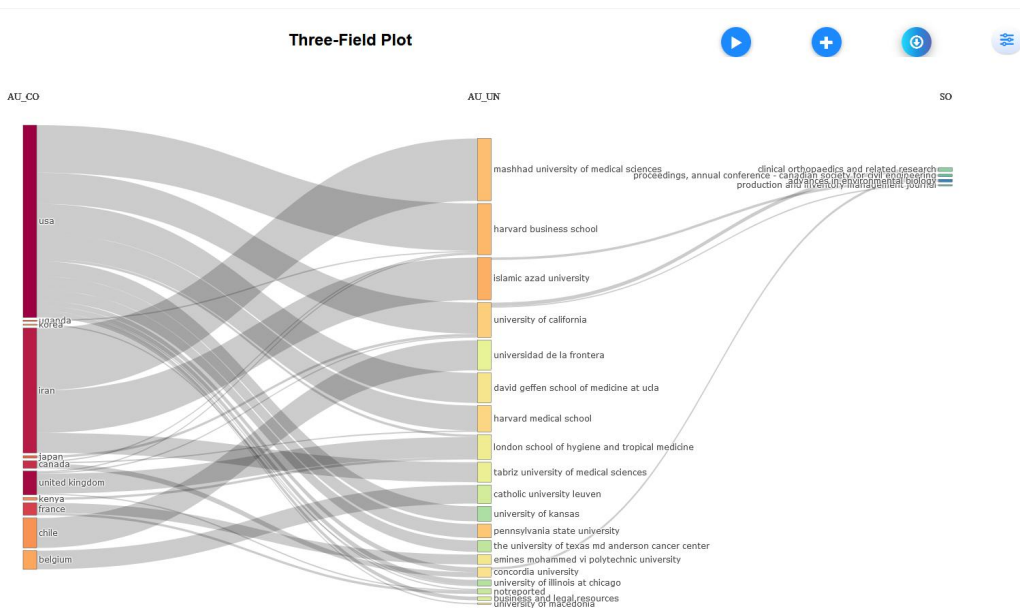 Three-Field Plot
AU_CO
AU_UN
SO
usa
uganda
korea
iran
japan
canada
united kingdom
kenya
france
chile
belgium
mashhad university of medical sciences
harvard business school
islamic azad university
university of california
universidad de la frontera
david geffen school of medicine at ucla
harvard medical school
london school of hygiene and tropical medicine
tabriz university of medical sciences
catholic university leuven
university of kansas
pennsylvania state university
the university of texas md anderson cancer center
emines mohammed vi polytechnic university
concordia university
university of illinois at chicago
notreported
business and legal resources
university of macedonia
clinical orthopaedics and related research
proceedings, annual conference - canadian society for civil engineering
advances in environmental biology
production and inventory management journal